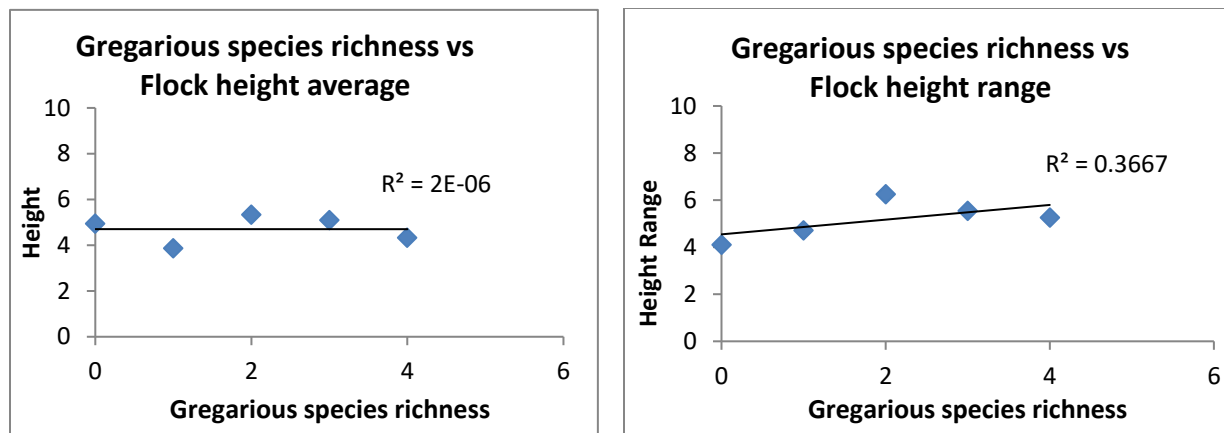 Gregarious species richness vs
Flock height average
10
8
6
4
2
0
Height
R² = 2E-06
0 2 4 6
Gregarious species richness
Gregarious species richness vs
Flock height range
10
8
6
4
2
0
Height Range
R² = 0.3667
0 2 4 6
Gregarious species richness